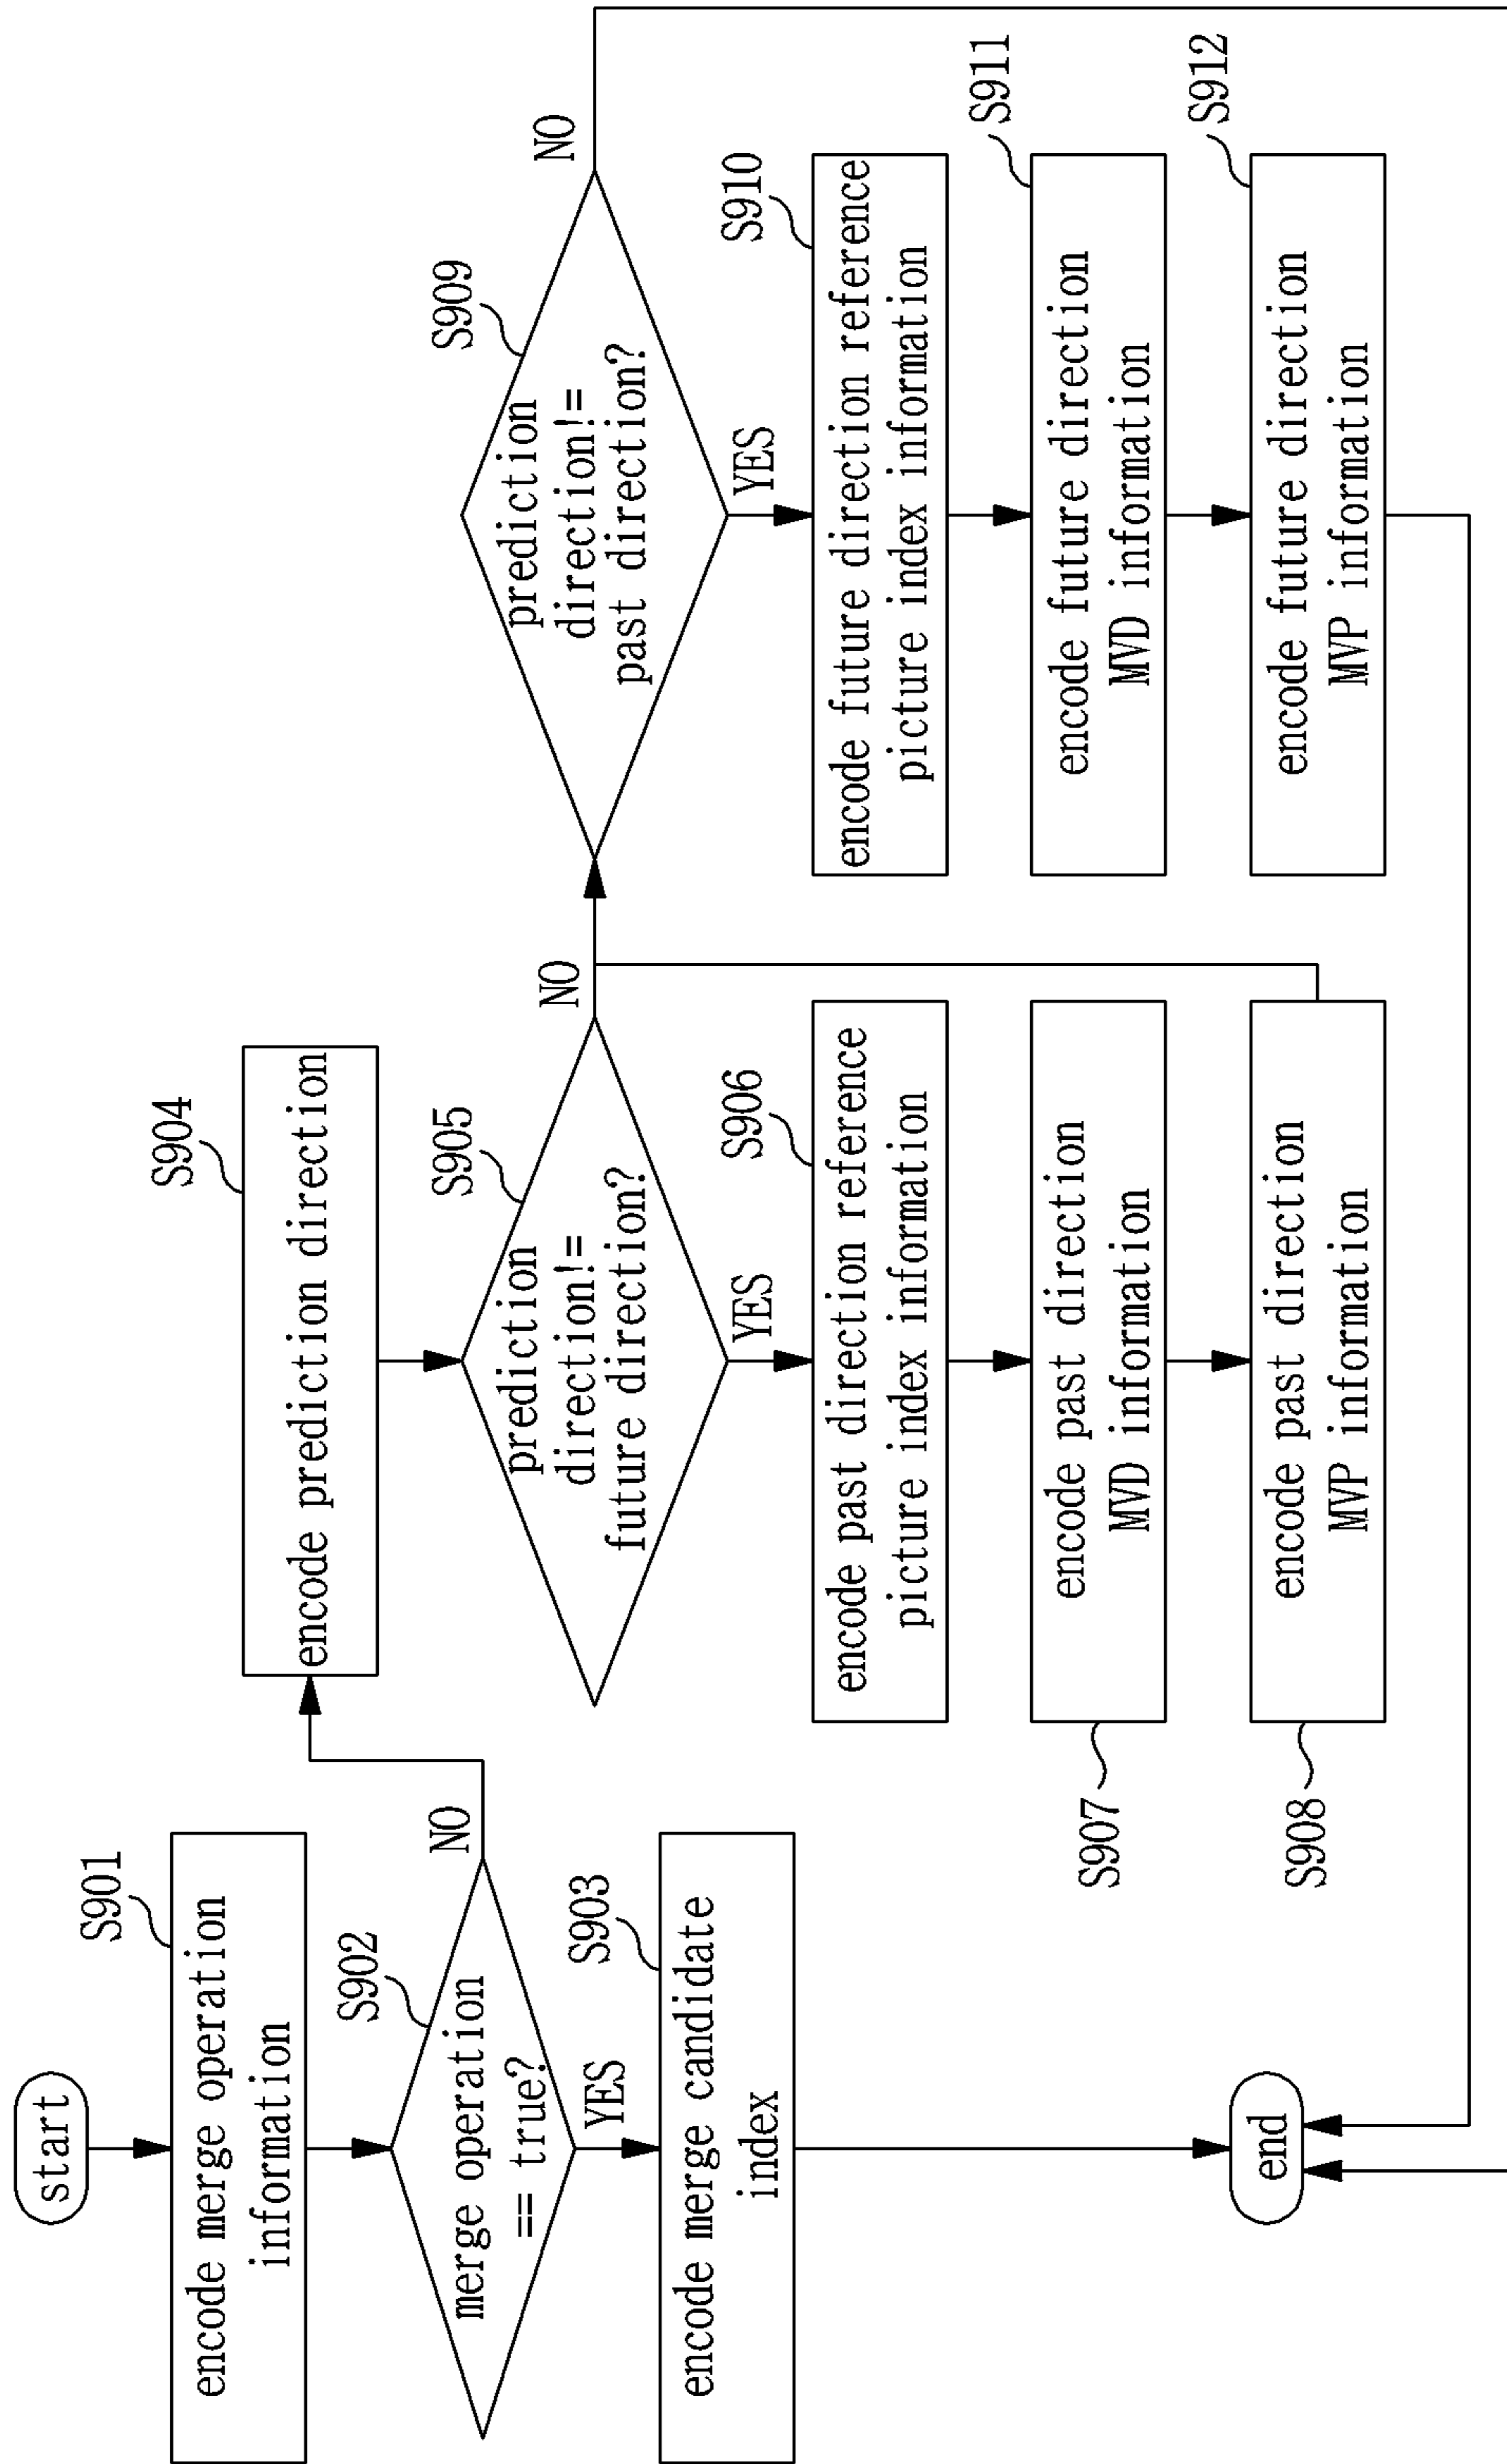 start
S901
encode merge operation
information
S902
merge operation
== true?
NO
YES
S903
encode merge candidate
index
end
S904
encode prediction direction
S905
prediction
direction!=
future direction?
NO
YES
S906
encode past direction reference
picture index information
S907
encode past direction
MVD information
S908
encode past direction
MVP information
S909
prediction
direction!=
past direction?
NO
YES
S910
encode future direction reference
picture index information
S911
encode future direction
MVD information
S912
encode future direction
MVP information